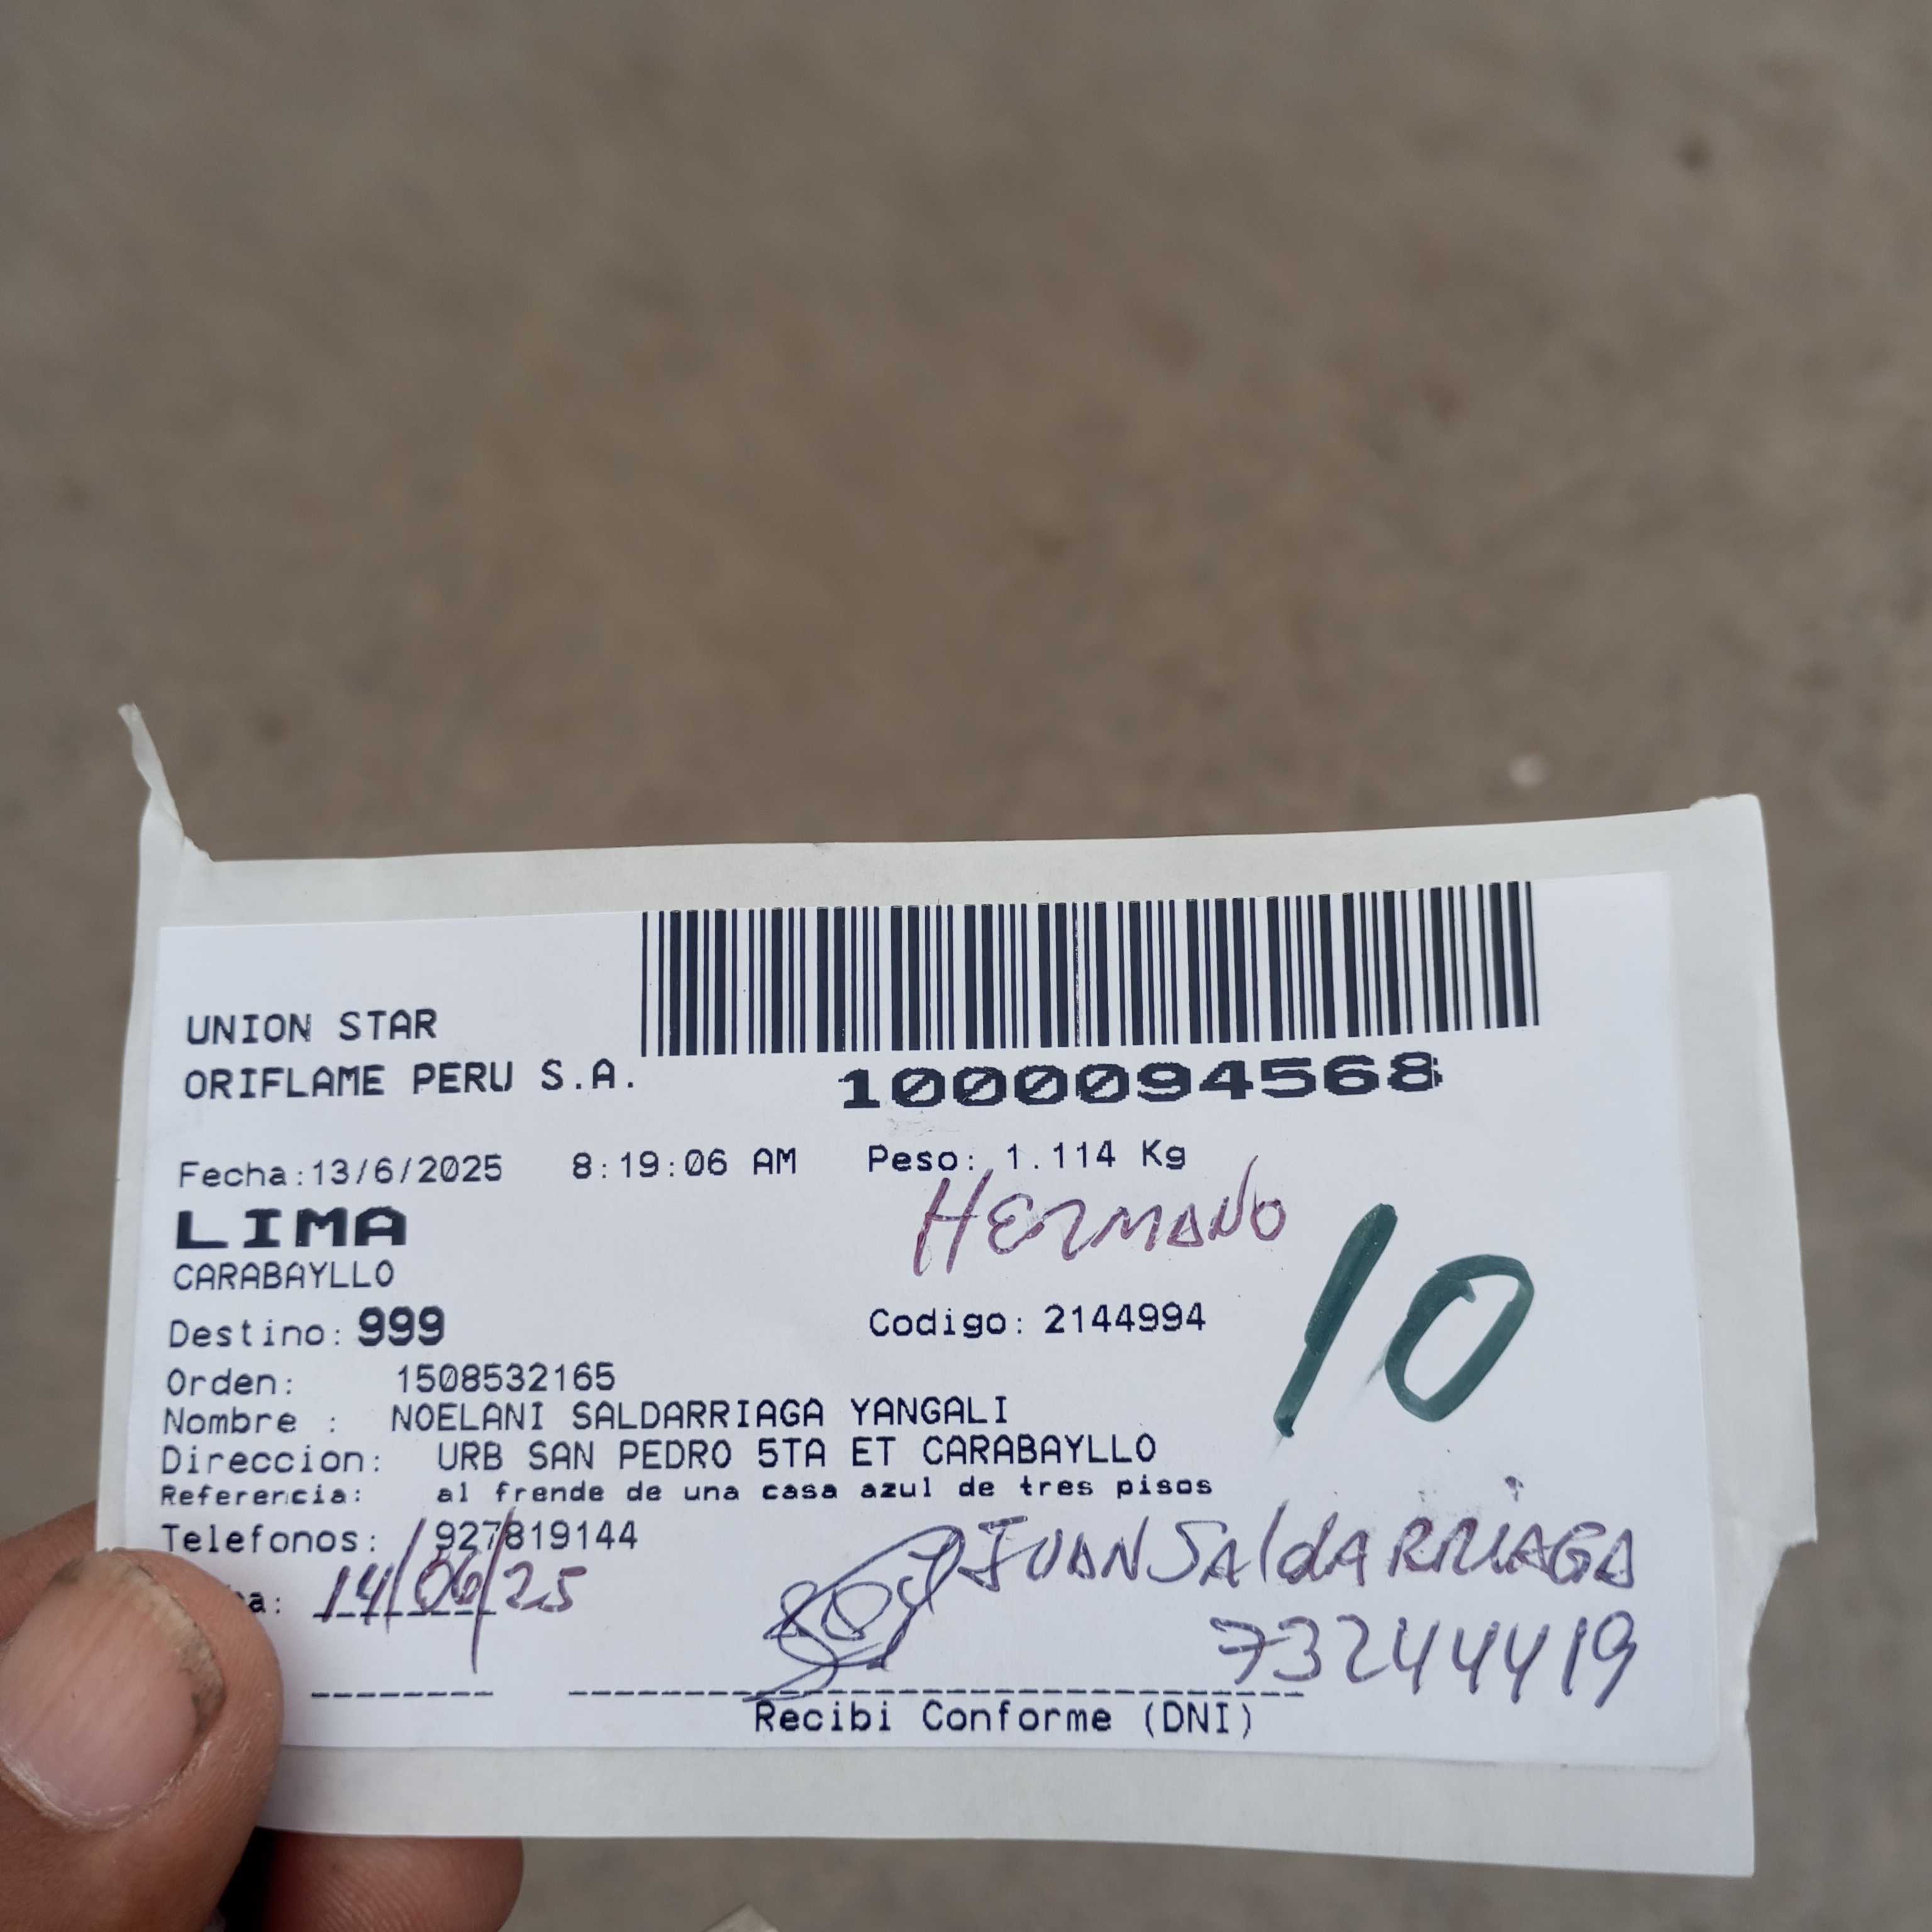 UNION STAR
ORIFLAME PERU S.A.
1000094568
Fecha:13/6/2025 8:19:06 AM Peso: 1.114 Kg
HERMANO
LIMA
CARABAYLLO
10
Destino: 999 Codigo: 2144994
Orden: 1508532165
Nombre : NOELANI SALDARRIAGA YANGALI
Direccion: URB SAN PEDRO 5TA ET CARABAYLLO
Referencia: al frende de una casa azul de tres pisos
Telefonos: 927819144
JUAN SAldARRIAGA
a: 14/06/25
73244419
Recibi Conforme (DNI)